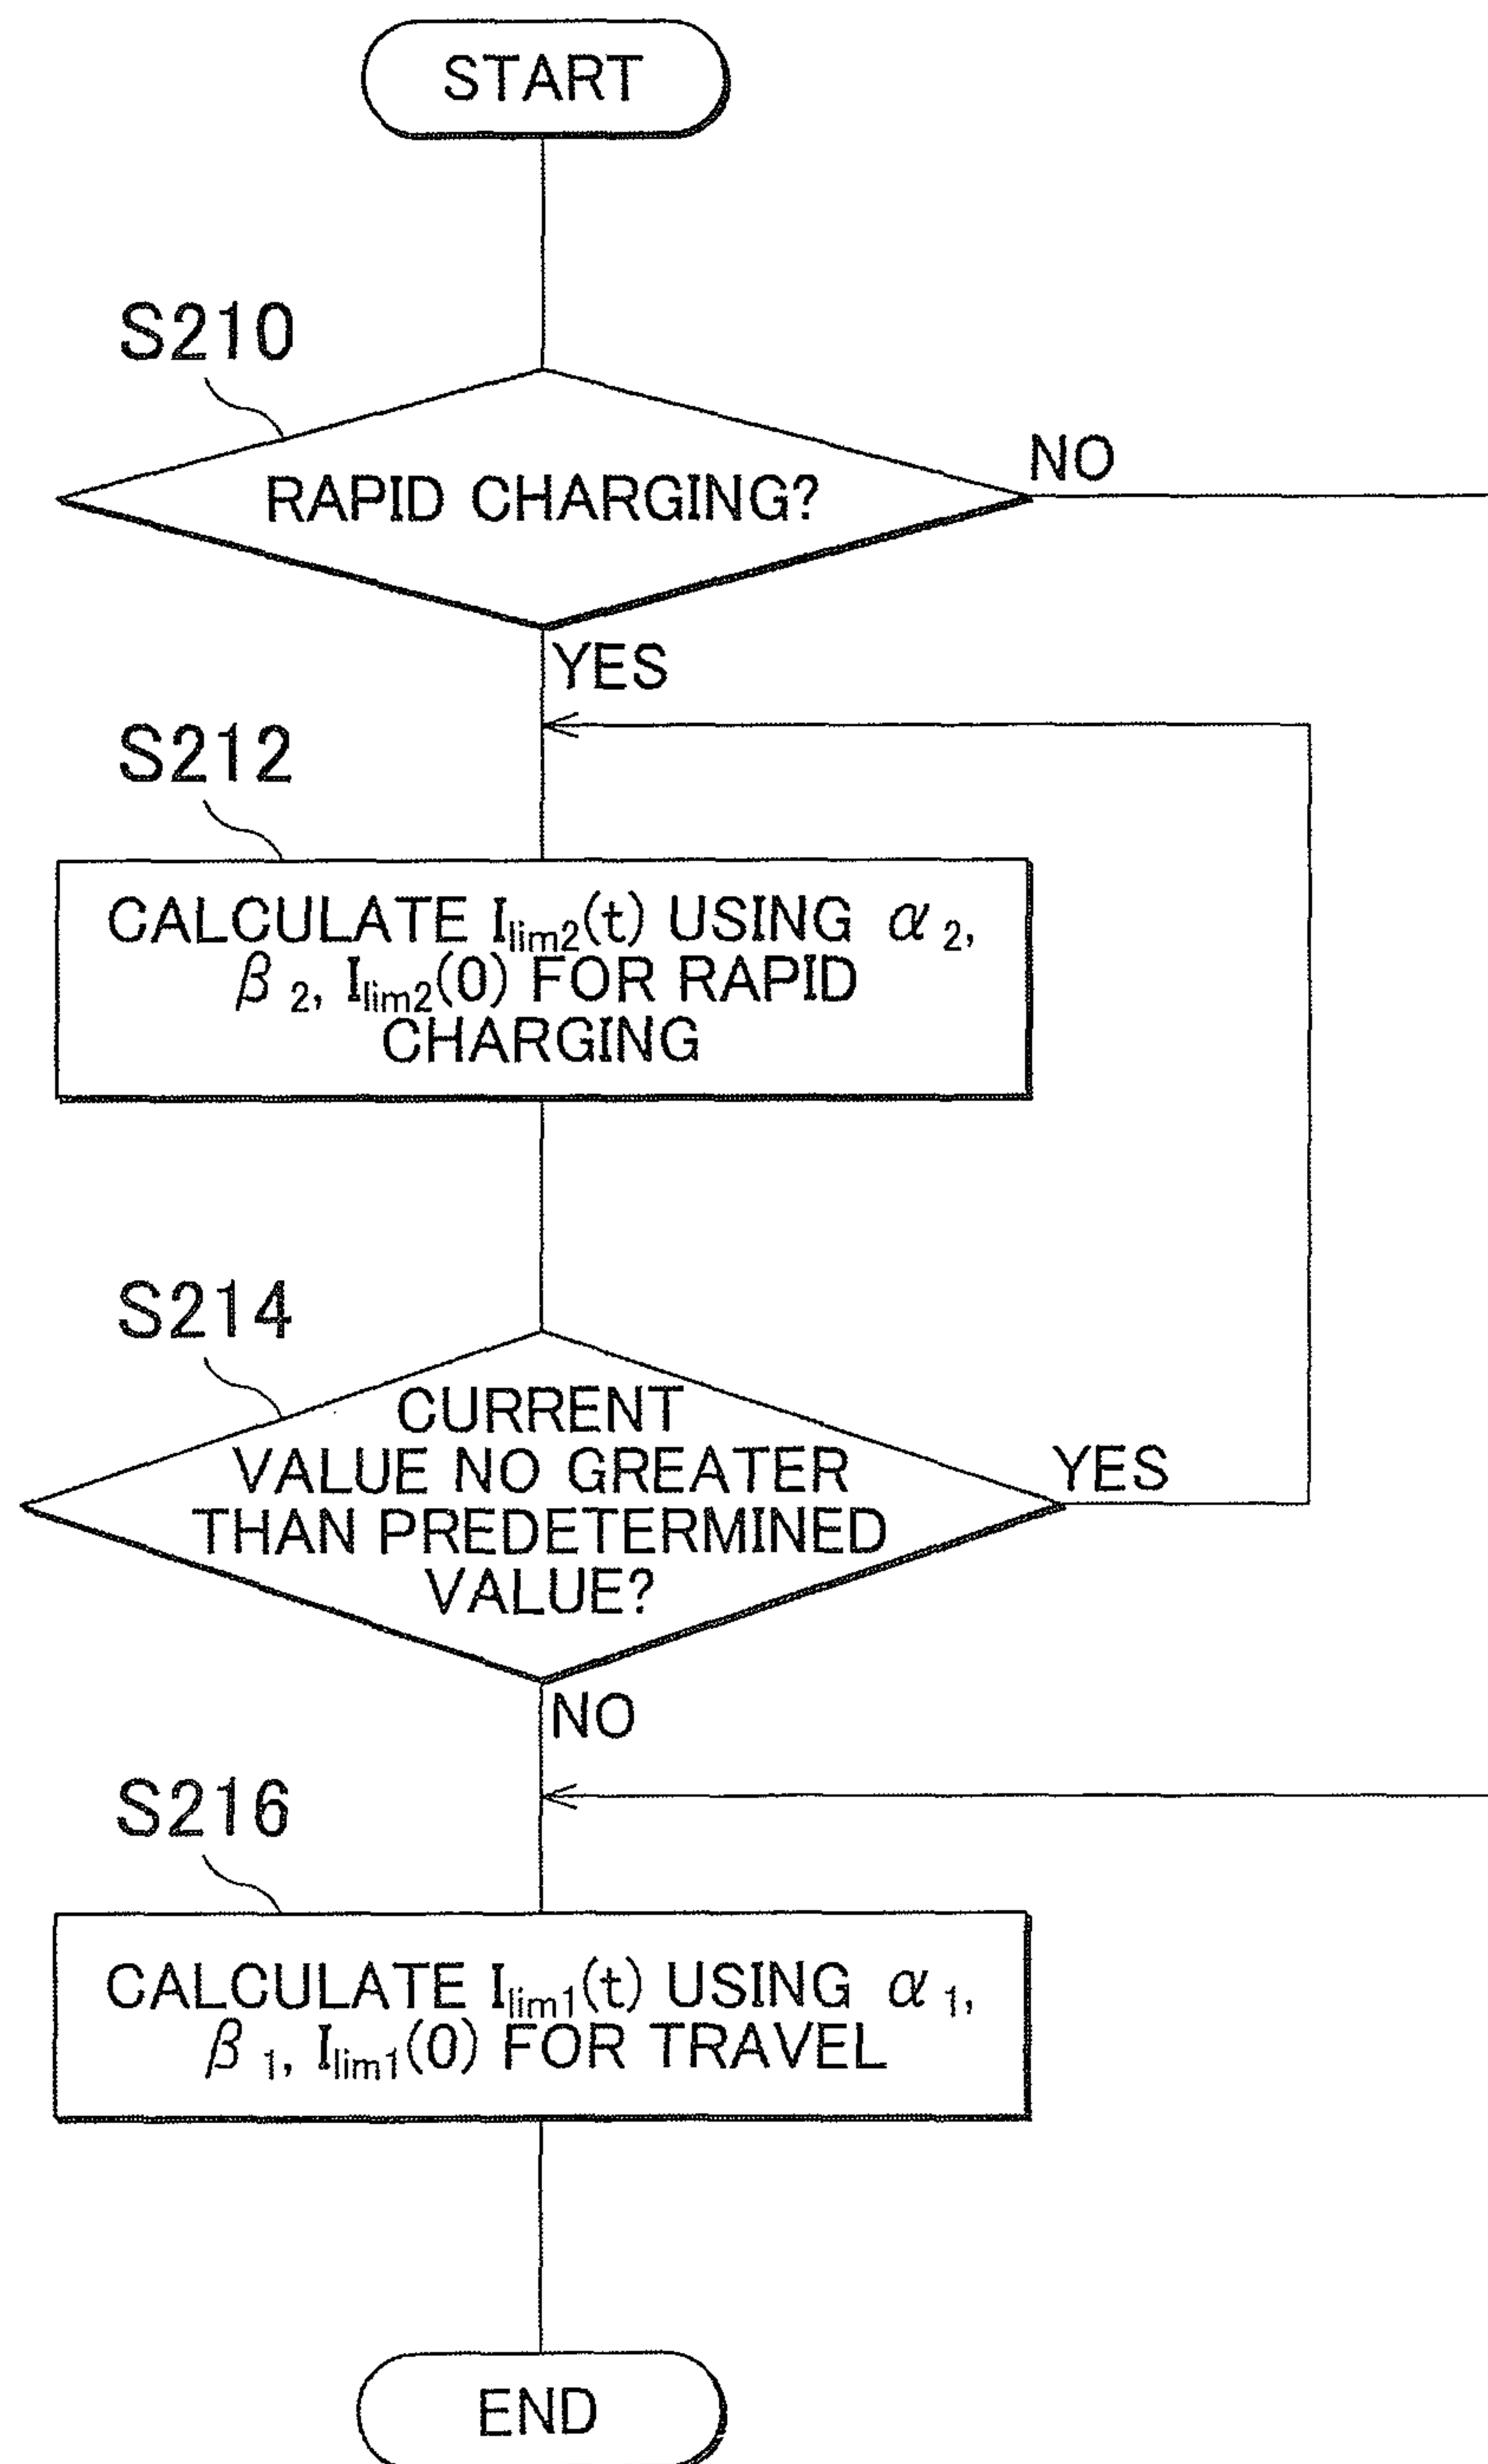 START
S210
RAPID CHARGING?
NO
YES
S212
CALCULATE Ilim2(t) USING α2,
β2, Ilim2(0) FOR RAPID
CHARGING
S214
CURRENT
VALUE NO GREATER
THAN PREDETERMINED
VALUE?
YES
NO
S216
CALCULATE Ilim1(t) USING α1,
β1, Ilim1(0) FOR TRAVEL
END